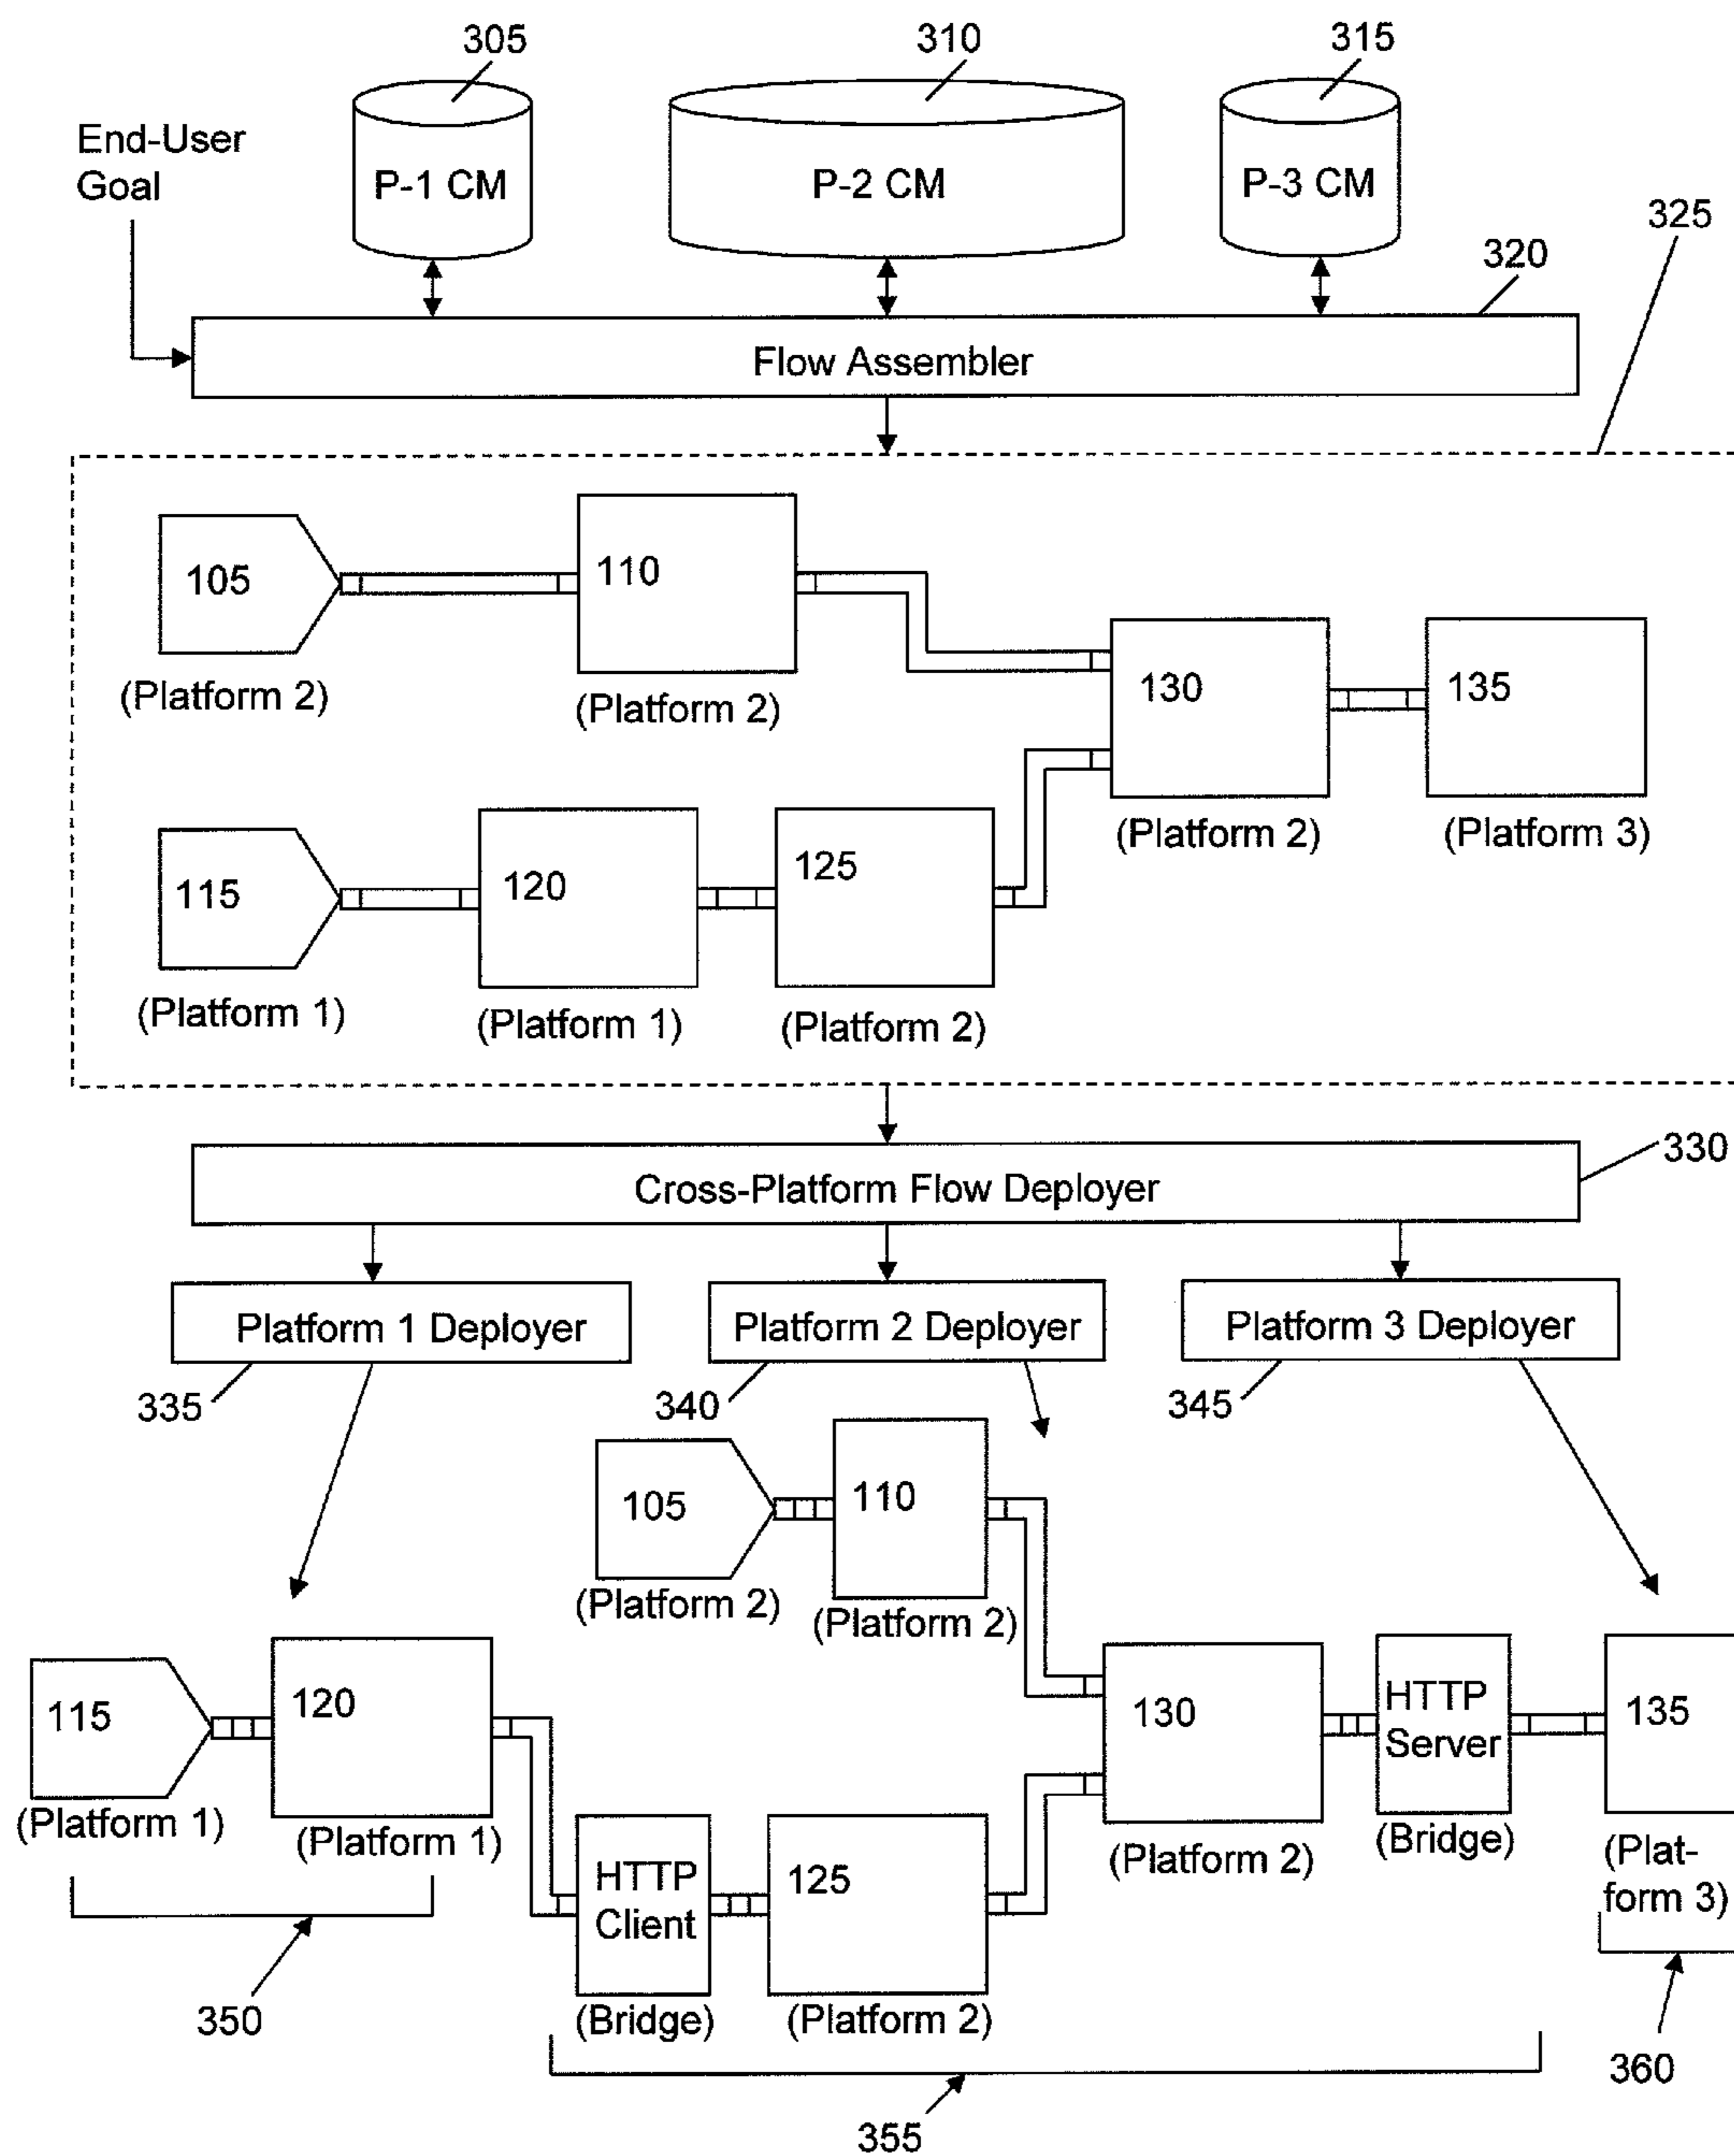 305
310
315
End-User
Goal
P-1 CM
P-2 CM
P-3 CM
325
320
Flow Assembler
105
110
(Platform 2)
(Platform 2)
130
135
(Platform 2)
(Platform 3)
115
120
125
(Platform 1)
(Platform 1)
(Platform 2)
330
Cross-Platform Flow Deployer
Platform 1 Deployer
Platform 2 Deployer
Platform 3 Deployer
335
340
345
105
110
(Platform 2)
(Platform 2)
115
120
130
HTTP
Server
135
(Platform 1)
(Platform 1)
(Platform 2)
(Bridge)
(Plat-
form 3)
HTTP
Client
125
(Bridge)
(Platform 2)
350
355
360